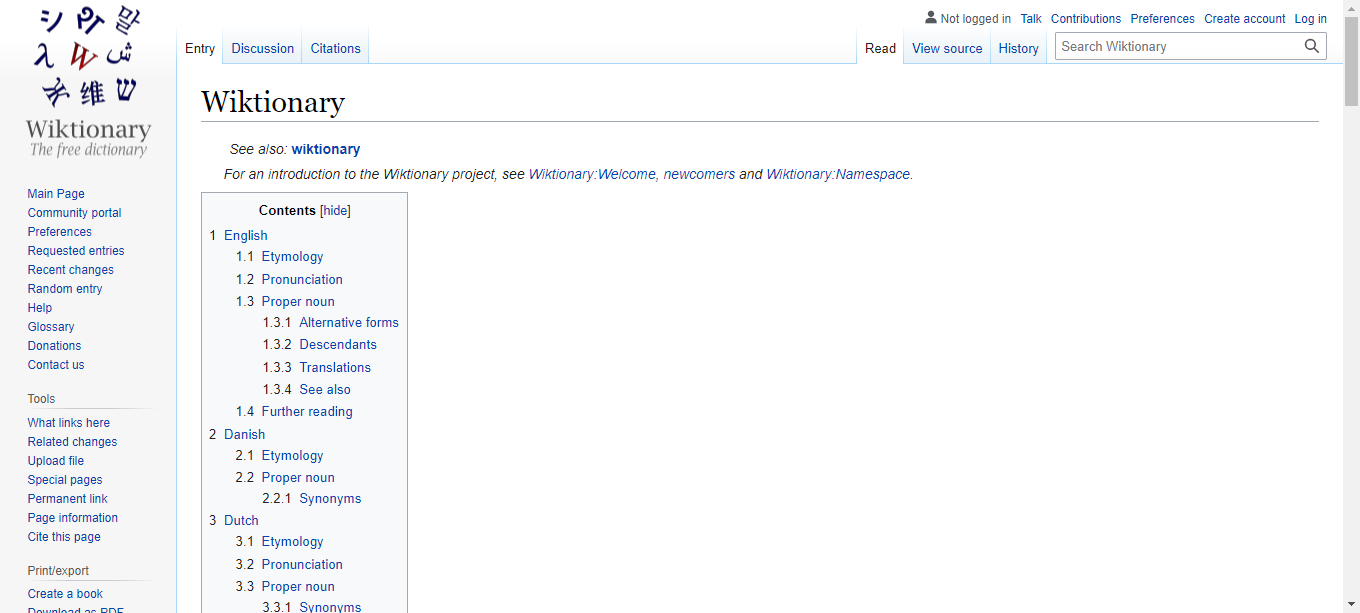 シ ウィ 말
λ W ش
维 ש
Wiktionary
The free dictionary
Main Page
Community portal
Preferences
Requested entries
Recent changes
Random entry
Help
Glossary
Donations
Contact us
Tools
What links here
Related changes
Upload file
Special pages
Permanent link
Page information
Cite this page
Print/export
Create a book
Download as PDF
Not logged in Talk Contributions Preferences Create account Log in
Entry Discussion Citations Read View source History Search Wiktionary
Wiktionary
See also: wiktionary
For an introduction to the Wiktionary project, see Wiktionary:Welcome, newcomers and Wiktionary:Namespace.
Contents [hide]
1 English
1.1 Etymology
1.2 Pronunciation
1.3 Proper noun
1.3.1 Alternative forms
1.3.2 Descendants
1.3.3 Translations
1.3.4 See also
1.4 Further reading
2 Danish
2.1 Etymology
2.2 Proper noun
2.2.1 Synonyms
3 Dutch
3.1 Etymology
3.2 Pronunciation
3.3 Proper noun
3.3.1 Synonyms